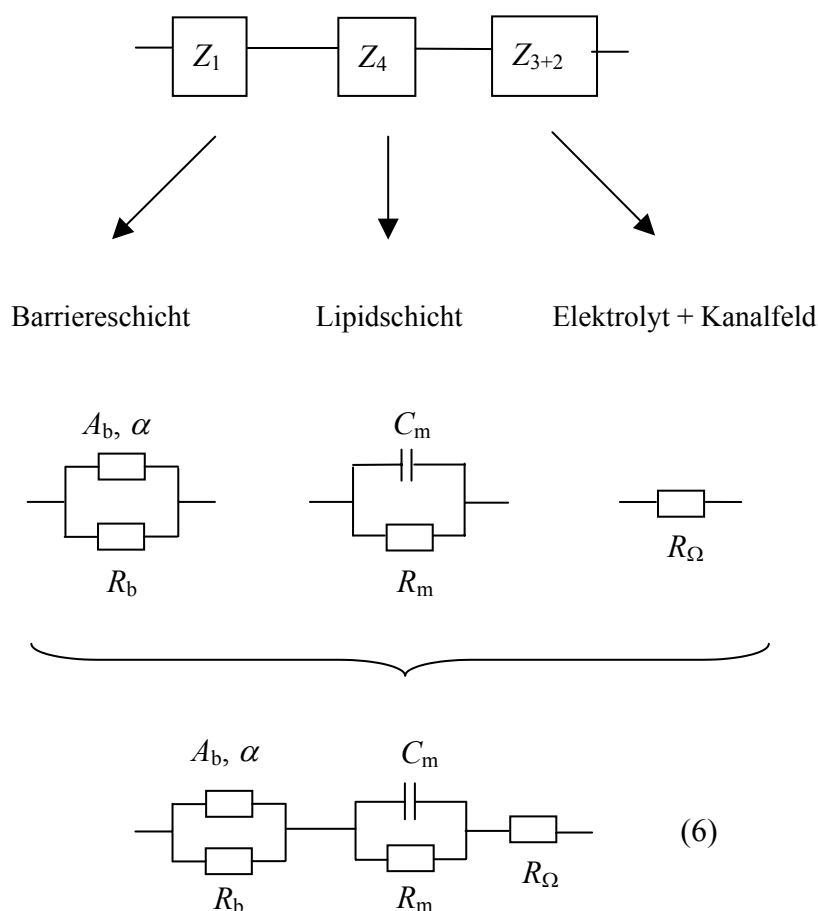 Z1 Z4 Z3+2
Barriereschicht Lipidschicht Elektrolyt + Kanalfeld
Ab, α Cm
Rb Rm RΩ
Ab, α Cm
(6)
Rb Rm RΩ